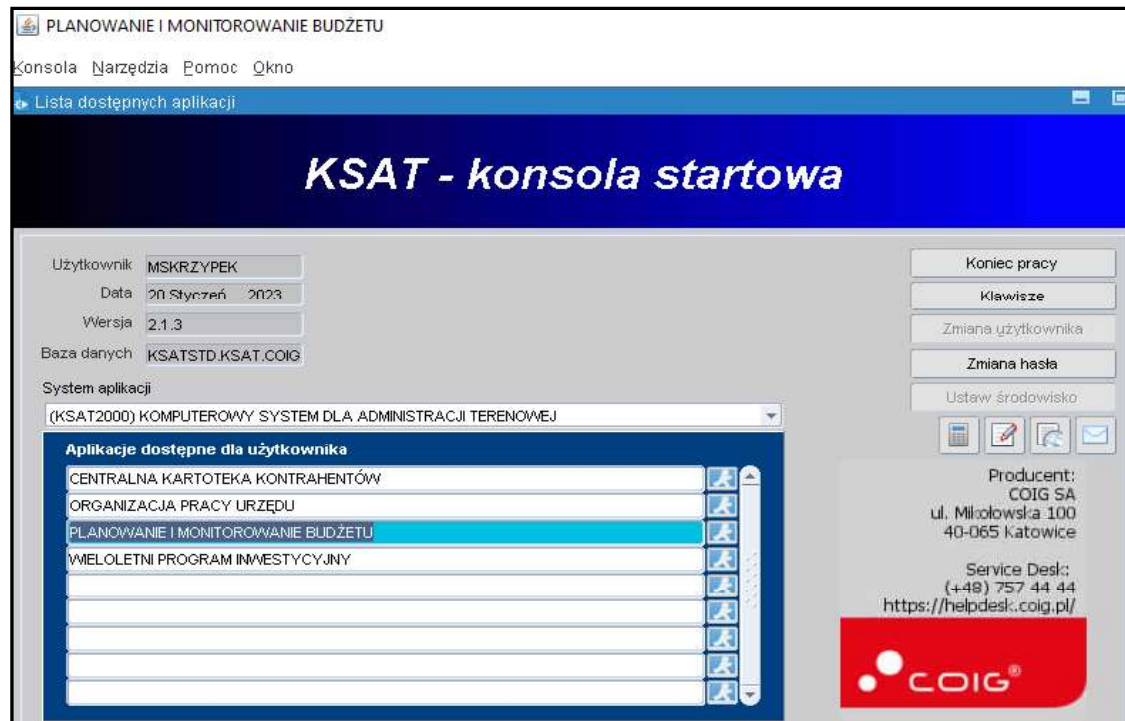 PLANOWANIE I MONITOROWANIE BUDŻETU
Konsola Narzędzia Pomoc Okno
Lista dostępnych aplikacji
KSAT - konsola startowa
Użytkownik MSKRZYPEK
Data 20 Styczeń 2023
Wersja 2.1.3
Baza danych KSATSTD.KSAT.COIG
System aplikacji
(KSAT2000) KOMPUTEROWY SYSTEM DLA ADMINISTRACJI TERENOWEJ
Aplikacje dostępne dla użytkownika
CENTRALNA KARTOTEKA KONTRAHENTÓW
ORGANIZACJA PRACY URZĘDU
PLANOWANIE I MONITOROWANIE BUDŻETU
WIELOLETNI PROGRAM INWESTYCYJNY
Koniec pracy
Klawisze
Zmiana użytkownika
Zmiana hasła
Ustaw środowisko
Producent:
COIG SA
ul. Mikołowska 100
40-065 Katowice
Service Desk:
(+48) 757 44 44
https://helpdesk.coig.pl/
COIG®